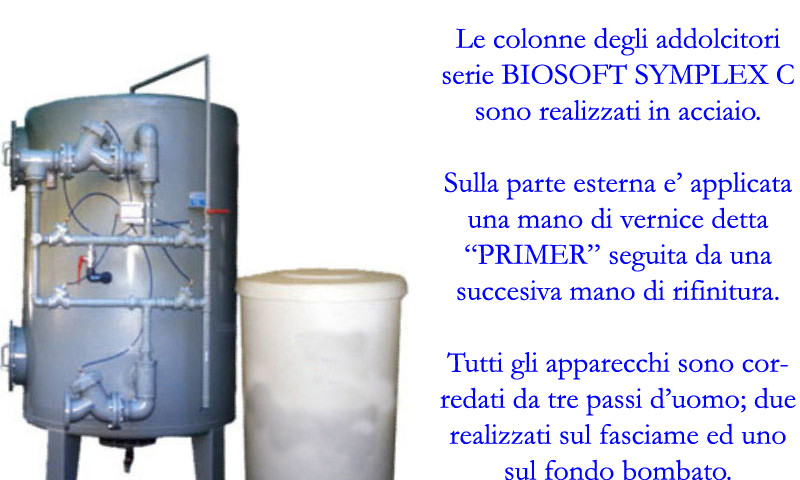 Le colonne degli addolcitori
serie BIOSOFT SYMPLEX C
sono realizzati in acciaio.
Sulla parte esterna e’ applicata
una mano di vernice detta
“PRIMER” seguita da una
succesiva mano di rifinitura.
Tutti gli apparecchi sono cor-
redati da tre passi d’uomo; due
realizzati sul fasciame ed uno
sul fondo bombato.